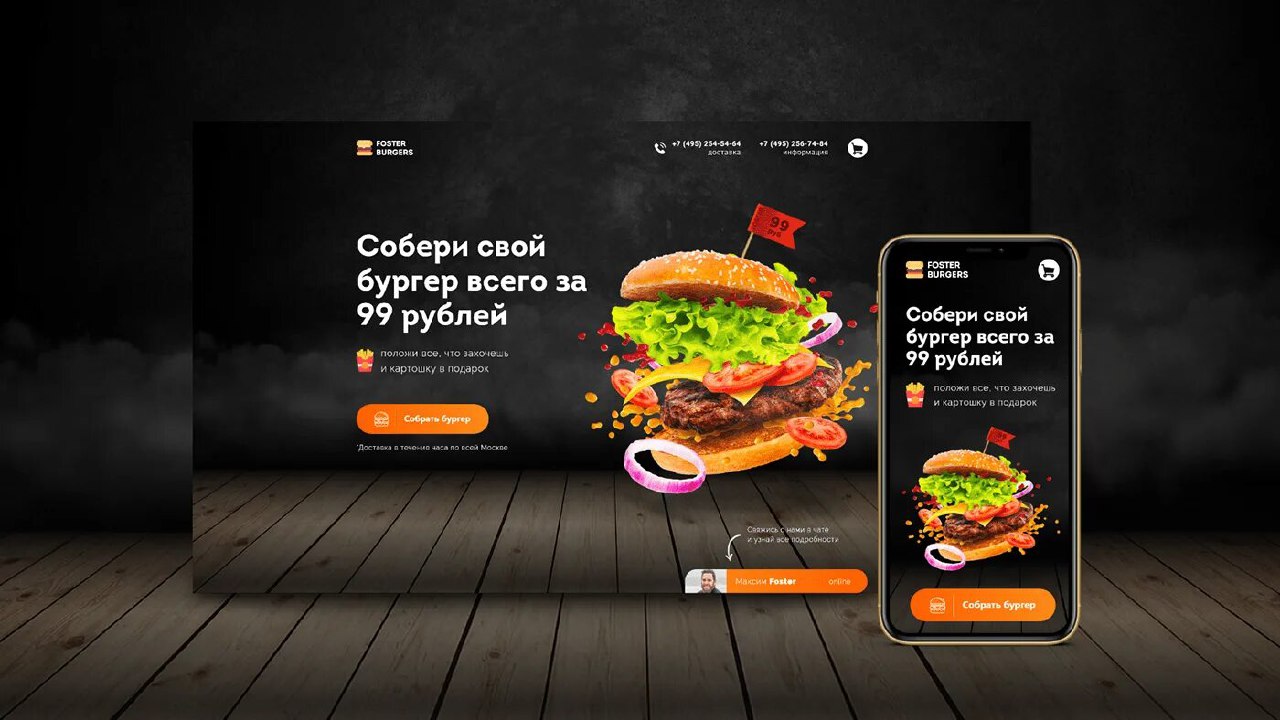 FOSTER
BURGERS
+7 (495) 254-54-64
доставка
+7 (495) 256-74-84
информация
99
руб
Собери свой
бургер всего за
99 рублей
положи все, что захочешь
и картошку в подарок
Собрать бургер
*Доставка в течения часа по всей Москве
Свяжись с нами в чате
и узнай все подробности
Максим Foster
online
FOSTER
BURGERS
Собери свой
бургер всего за
99 рублей
положи все, что захочешь
и картошку в подарок
Собрать бургер